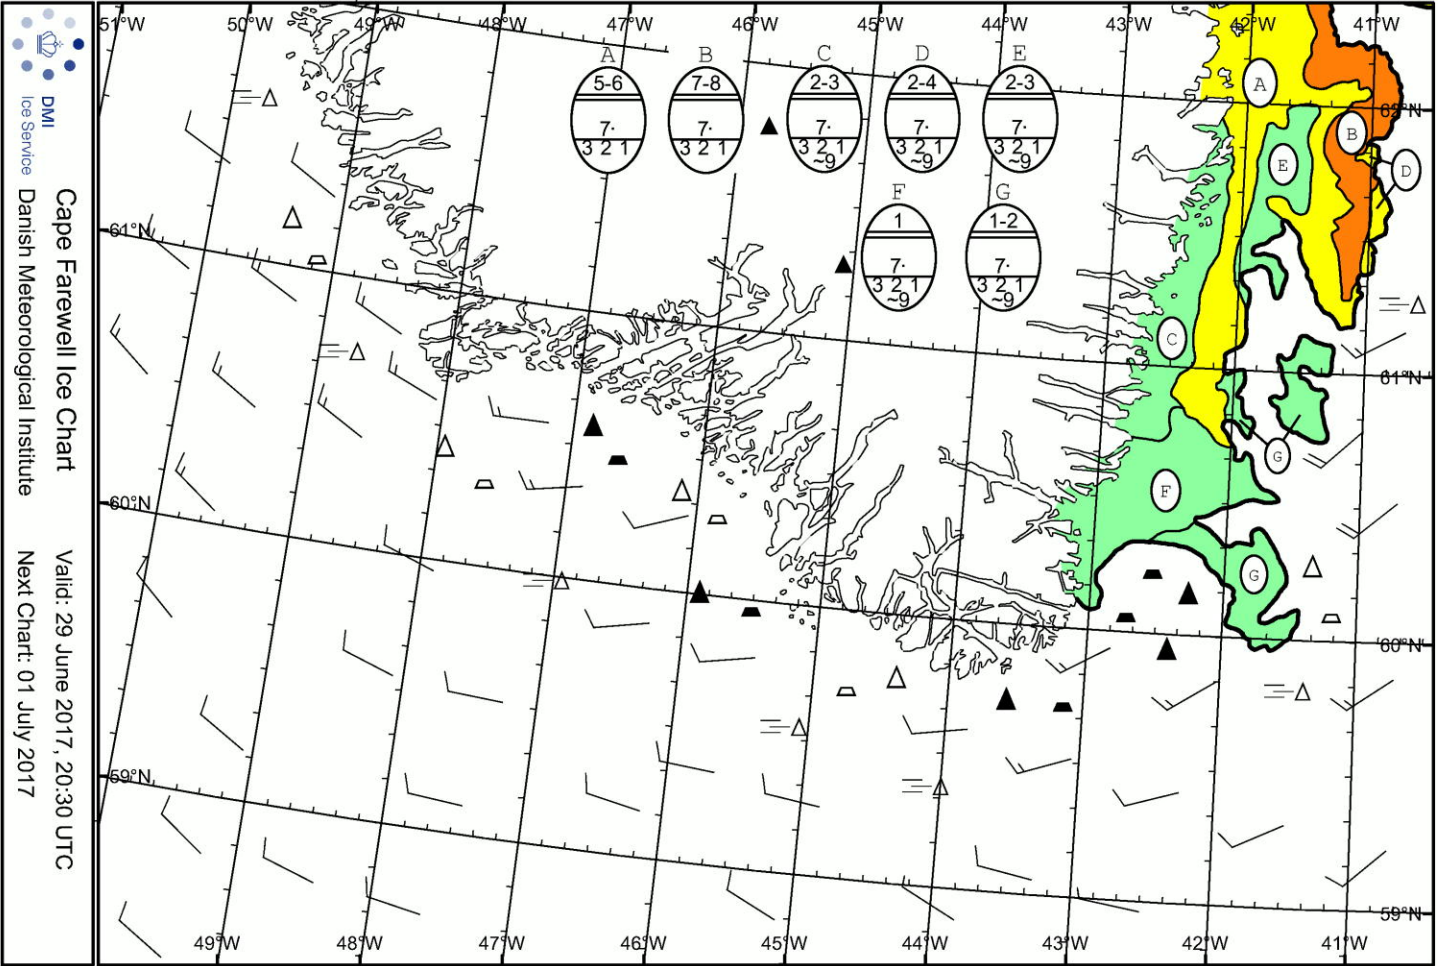 DMI
Ice Service
Cape Farewell Ice Chart
Danish Meteorological Institute
Valid: 29 June 2017, 20:30 UTC
Next Chart: 01 July 2017
51°W 50°W 49°W 48°W 47°W 46°W 45°W 44°W 43°W 42°W 41°W
A B C D E
5-6 7-8 2-3 2-4 2-3
7· 7· 7· 7· 7·
3 2 1 3 2 1 3 2 1 3 2 1 3 2 1
~9 ~9 ~9
F G
1 1-2
7· 7·
3 2 1 3 2 1
~9 ~9
A
62°N
B
E
D
61°N
C
61°N
G
60°N
F
G
60°N
59°N
59°N
49°W 48°W 47°W 46°W 45°W 44°W 43°W 42°W 41°W